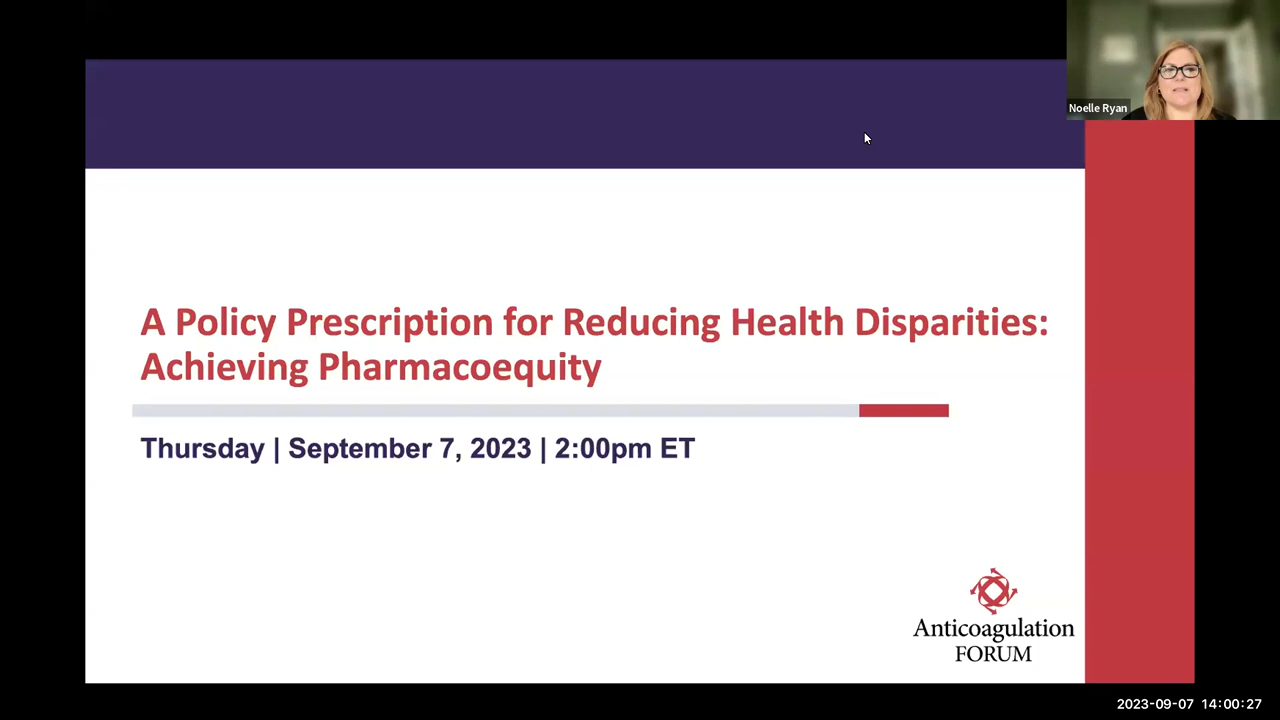 Noelle Ryan
A Policy Prescription for Reducing Health Disparities:
Achieving Pharmacoequity
Thursday | September 7, 2023 | 2:00pm ET
Anticoagulation
FORUM
2023-09-07 14:00:27